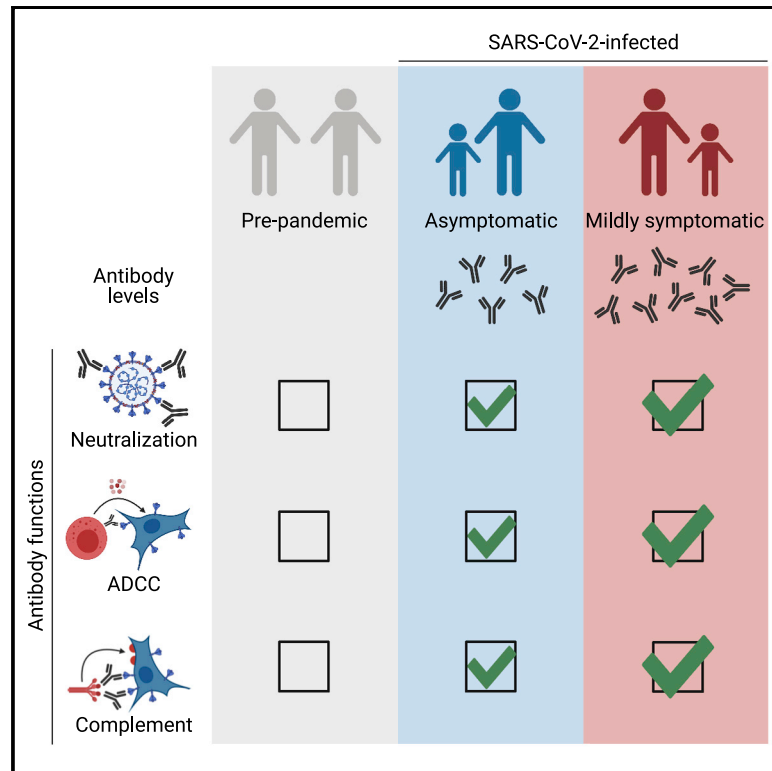 SARS-CoV-2-infected
Pre-pandemic
Asymptomatic
Mildly symptomatic
Antibody
levels
Antibody functions
Neutralization
ADCC
Complement